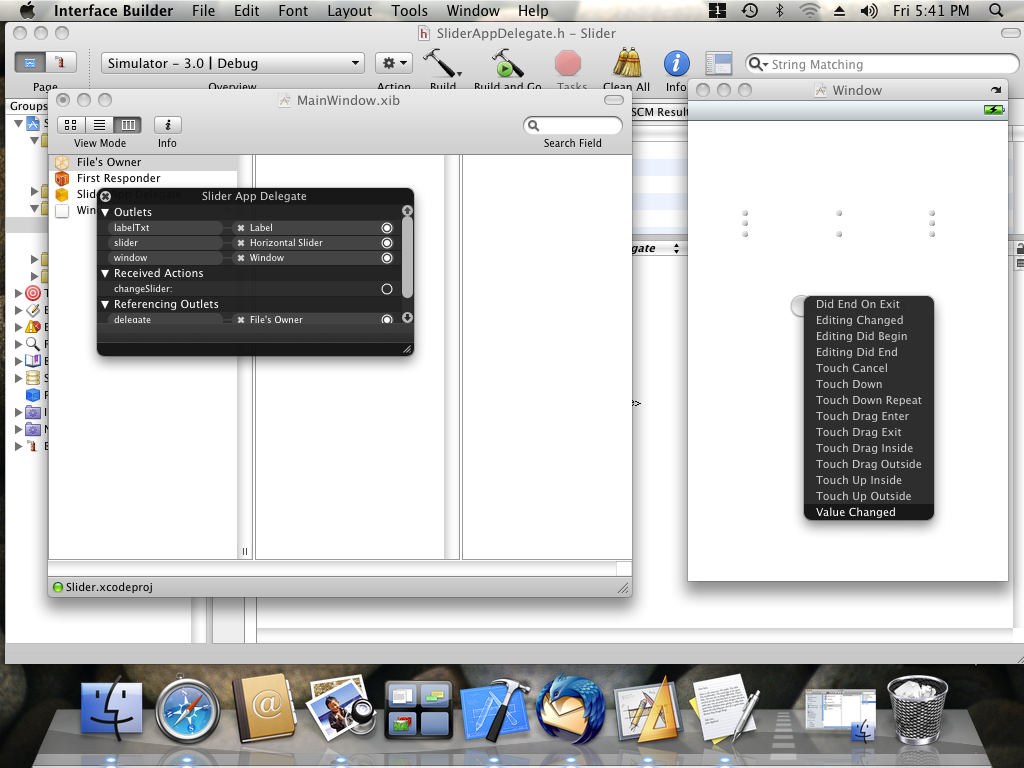 Interface Builder File Edit Font Layout Tools Window Help 1 Fri 5:41 PM
SliderAppDelegate.h – Slider
Simulator – 3.0 | Debug
String Matching
Page Overview Action Build Build and Go Tasks Clean All Info
Groups
SCM Result
MainWindow.xib
View Mode Info Search Field
File's Owner
First Responder
Slid
Win
Slider App Delegate
Outlets
labelTxt Label
slider Horizontal Slider
window Window
Received Actions
changeSlider:
Referencing Outlets
delegate File's Owner
Slider.xcodeproj
gate
Window
Did End On Exit
Editing Changed
Editing Did Begin
Editing Did End
Touch Cancel
Touch Down
Touch Down Repeat
Touch Drag Enter
Touch Drag Exit
Touch Drag Inside
Touch Drag Outside
Touch Up Inside
Touch Up Outside
Value Changed